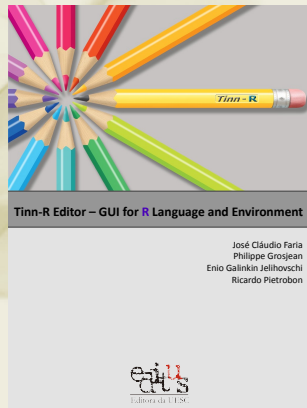 Tinn-R
Tinn-R Editor – GUI for R Language and Environment
José Cláudio Faria
Philippe Grosjean
Enio Galinkin Jelihovschi
Ricardo Pietrobon
Editora da UESC